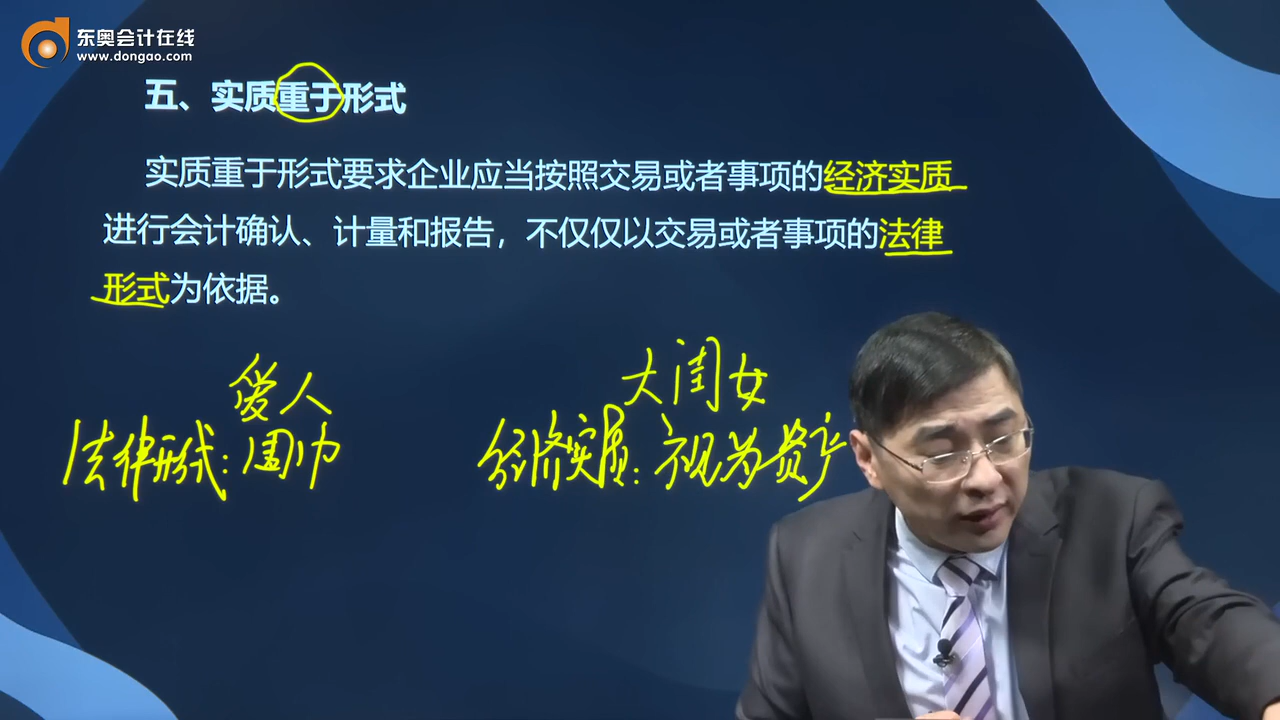 东奥会计在线
www.dongao.com
五、实质重于形式
实质重于形式要求企业应当按照交易或者事项的经济实质
进行会计确认、计量和报告，不仅仅以交易或者事项的法律
形式为依据。
爱人
大闺女
法律形式：围巾
经济实质：视为资产